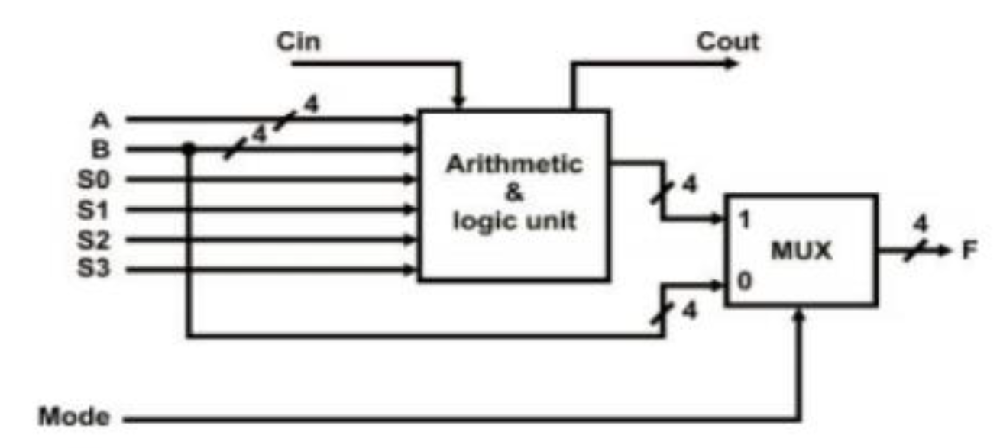 Cin
Cout
A
4
B
4
S0
S1
S2
S3
Arithmetic
&
logic unit
4
1
MUX
0
4
4
F
Mode